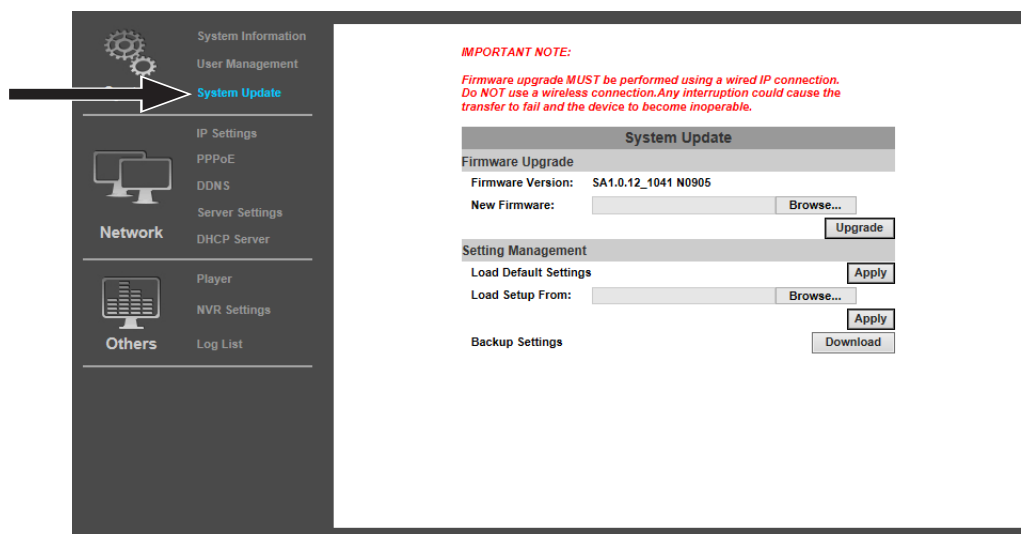 System Information
User Management
System Update
IP Settings
PPPoE
DDNS
Server Settings
Network
DHCP Server
Player
NVR Settings
Others
Log List
IMPORTANT NOTE:
Firmware upgrade MUST be performed using a wired IP connection.
Do NOT use a wireless connection.Any interruption could cause the
transfer to fail and the device to become inoperable.
System Update
Firmware Upgrade
Firmware Version: SA1.0.12_1041 N0905
New Firmware: Browse...
Upgrade
Setting Management
Load Default Settings Apply
Load Setup From: Browse...
Apply
Backup Settings Download